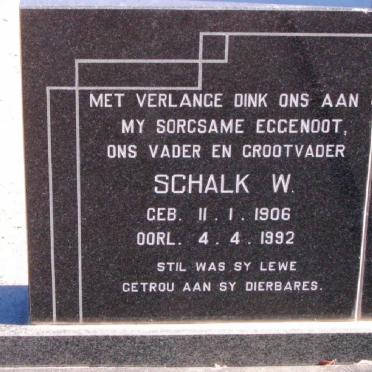 MET VERLANGE DINK ONS AAN
MY SORGSAME EGGENOOT,
ONS VADER EN GROOTVADER
SCHALK W.
GEB. 11. 1. 1906
OORL. 4. 4. 1992
STIL WAS SY LEWE
GETROU AAN SY DIERBARES.